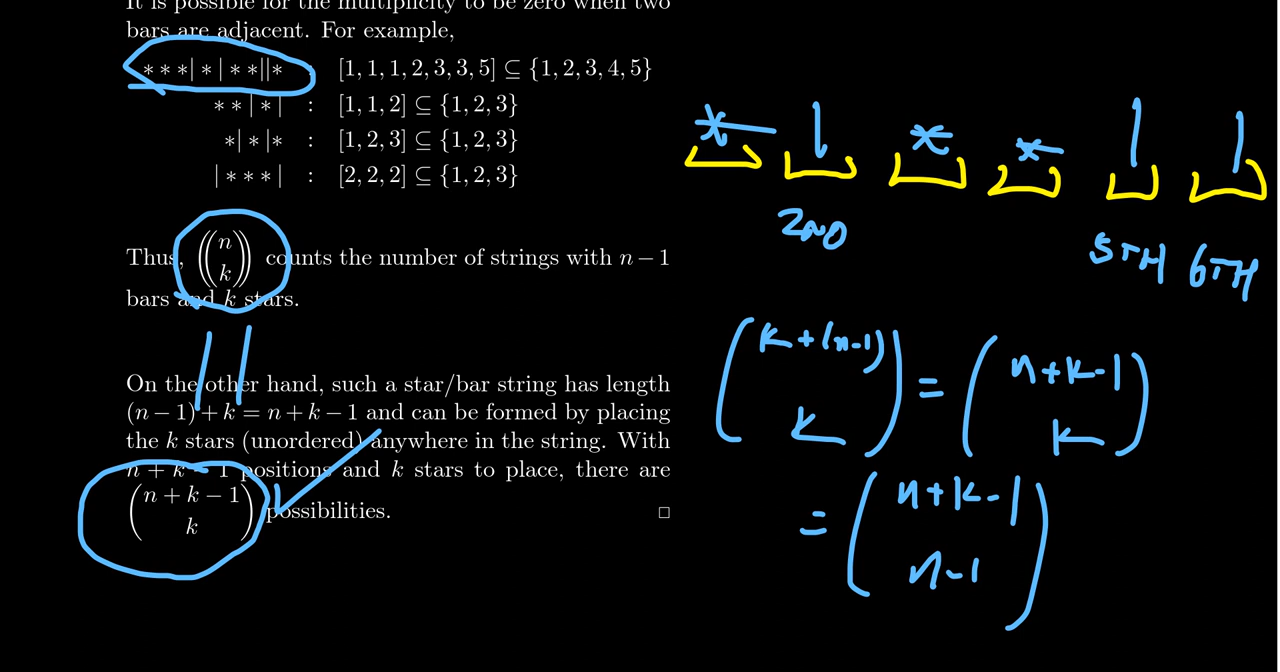 It is possible for the multiplicity to be zero when two
bars are adjacent. For example,
∗∗∗|∗|∗∗||∗ : [1, 1, 1, 2, 3, 3, 5] ⊆ {1, 2, 3, 4, 5}
∗∗|∗| : [1, 1, 2] ⊆ {1, 2, 3}
∗|∗|∗ : [1, 2, 3] ⊆ {1, 2, 3}
|∗∗∗| : [2, 2, 2] ⊆ {1, 2, 3}
Thus, ((n k)) counts the number of strings with n − 1
bars and k stars.
On the other hand, such a star/bar string has length
(n − 1) + k = n + k − 1 and can be formed by placing
the k stars (unordered) anywhere in the string. With
n + k − 1 positions and k stars to place, there are
(n + k − 1 k) possibilities. □
* | * * | |
2ND 5TH 6TH
(k+(n-1) k) = (n+k-1 k)
= (n+k-1 n-1)